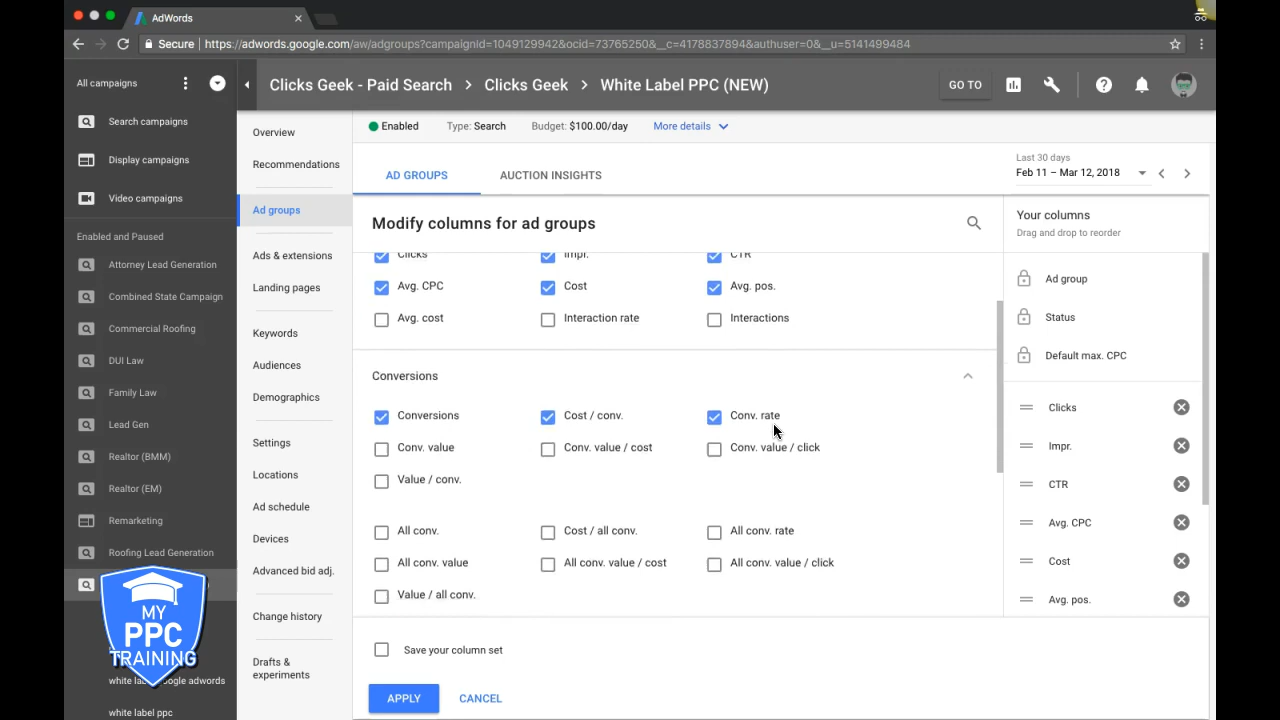 AdWords
Secure | https://adwords.google.com/aw/adgroups?campaignId=1049129942&ocid=73765250&__c=4178837894&authuser=0&__u=5141499484
All campaigns
Clicks Geek - Paid Search > Clicks Geek > White Label PPC (NEW)
GO TO
Search campaigns
Display campaigns
Video campaigns
Enabled and Paused
Attorney Lead Generation
Combined State Campaign
Commercial Roofing
DUI Law
Family Law
Lead Gen
Realtor (BMM)
Realtor (EM)
Remarketing
Roofing Lead Generation
MY
PPC
TRAINING
white label ppc
Overview
Recommendations
Ad groups
Ads & extensions
Landing pages
Keywords
Audiences
Demographics
Settings
Locations
Ad schedule
Devices
Advanced bid adj.
Change history
Drafts &
experiments
Enabled Type: Search Budget: $100.00/day More details
AD GROUPS AUCTION INSIGHTS
Last 30 days
Feb 11 – Mar 12, 2018
Modify columns for ad groups
Clicks Impr. CTR
Avg. CPC Cost Avg. pos.
Avg. cost Interaction rate Interactions
Conversions
Conversions Cost / conv. Conv. rate
Conv. value Conv. value / cost Conv. value / click
Value / conv.
All conv. Cost / all conv. All conv. rate
All conv. value All conv. value / cost All conv. value / click
Value / all conv.
Save your column set
APPLY CANCEL
Your columns
Drag and drop to reorder
Ad group
Status
Default max. CPC
Clicks
Impr.
CTR
Avg. CPC
Cost
Avg. pos.